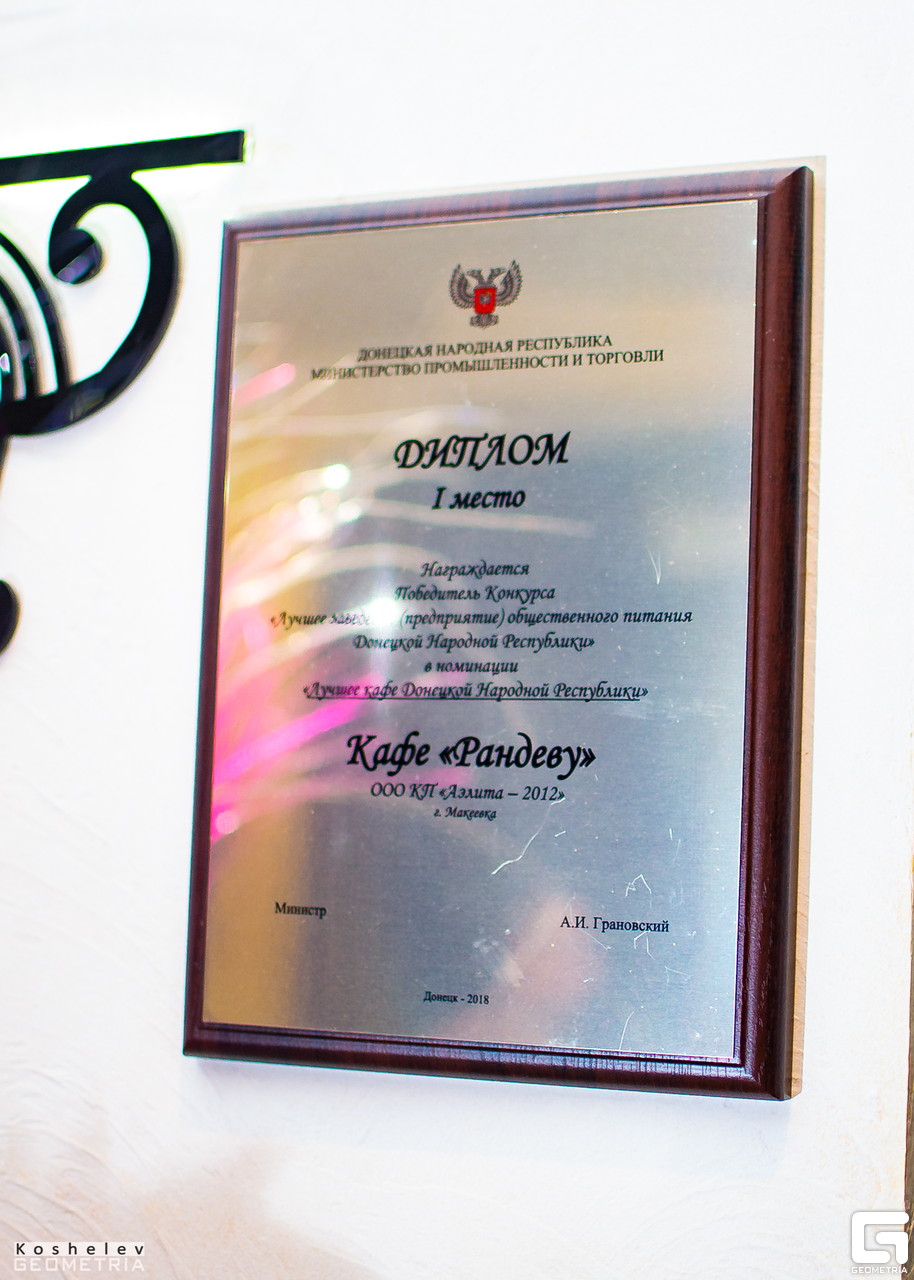 ДОНЕЦКАЯ НАРОДНАЯ РЕСПУБЛИКА
МИНИСТЕРСТВО ПРОМЫШЛЕННОСТИ И ТОРГОВЛИ
ДИПЛОМ
I место
Награждается
Победитель Конкурса
«Лучшее заведение (предприятие) общественного питания
Донецкой Народной Республики»
в номинации
«Лучшее кафе Донецкой Народной Республики»
Кафе «Рандеву»
ООО КП «Аэлита – 2012»
г. Макеевка
Министр
А.И. Грановский
Донецк - 2018
Koshelev
GEOMETRIA
GEOMETRIA